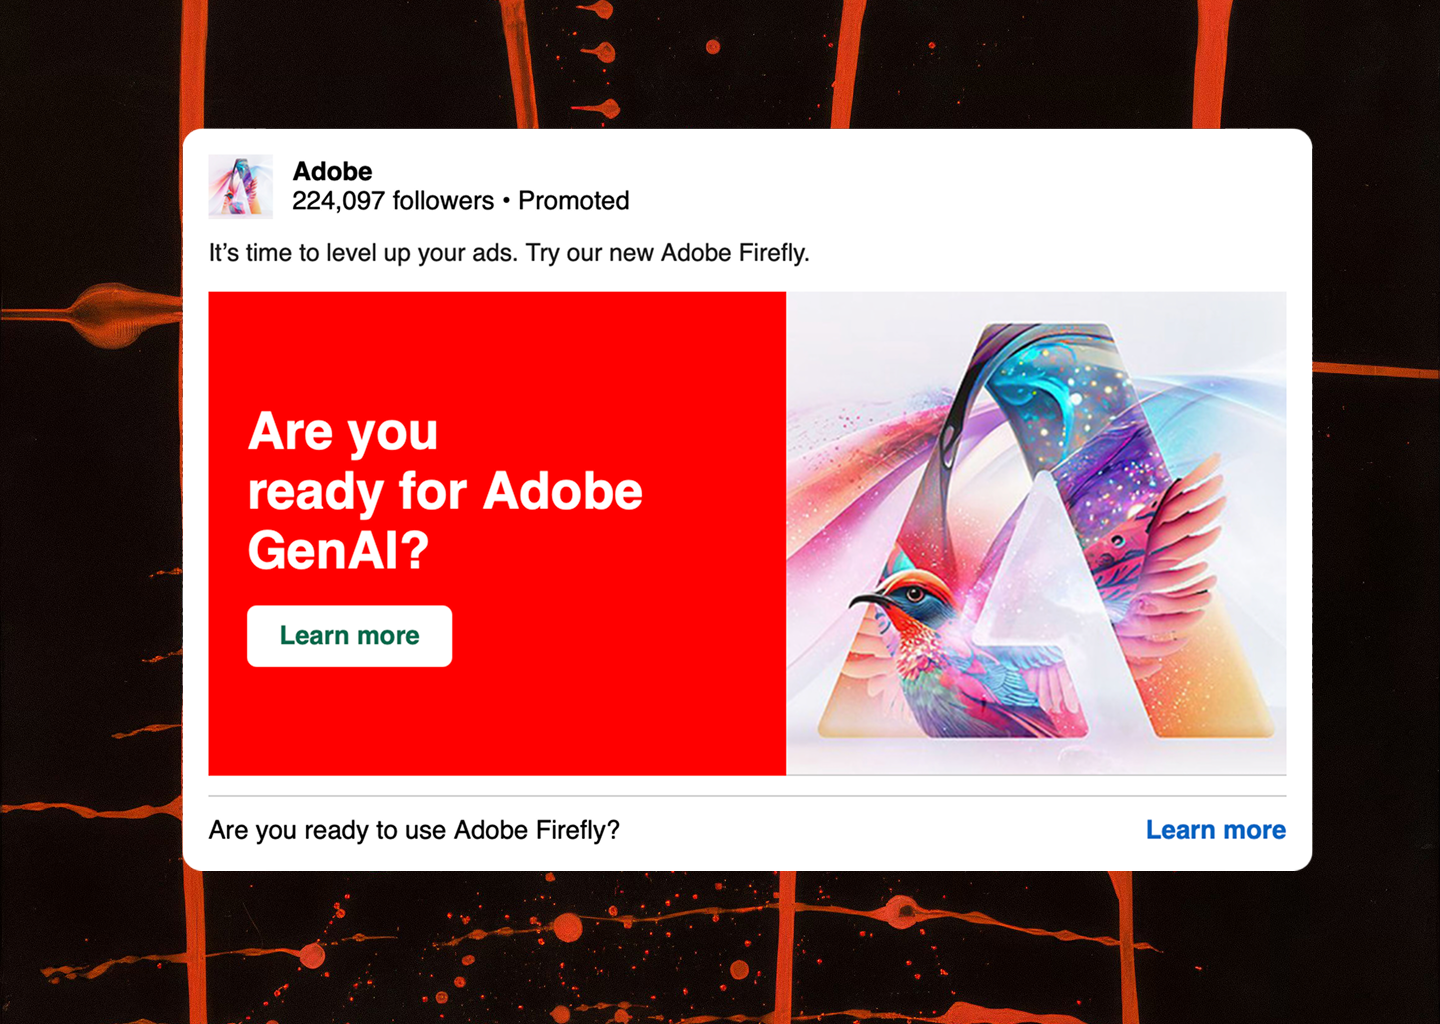 Adobe
224,097 followers • Promoted
It’s time to level up your ads. Try our new Adobe Firefly.
Are you
ready for Adobe
GenAI?
Learn more
Are you ready to use Adobe Firefly?
Learn more